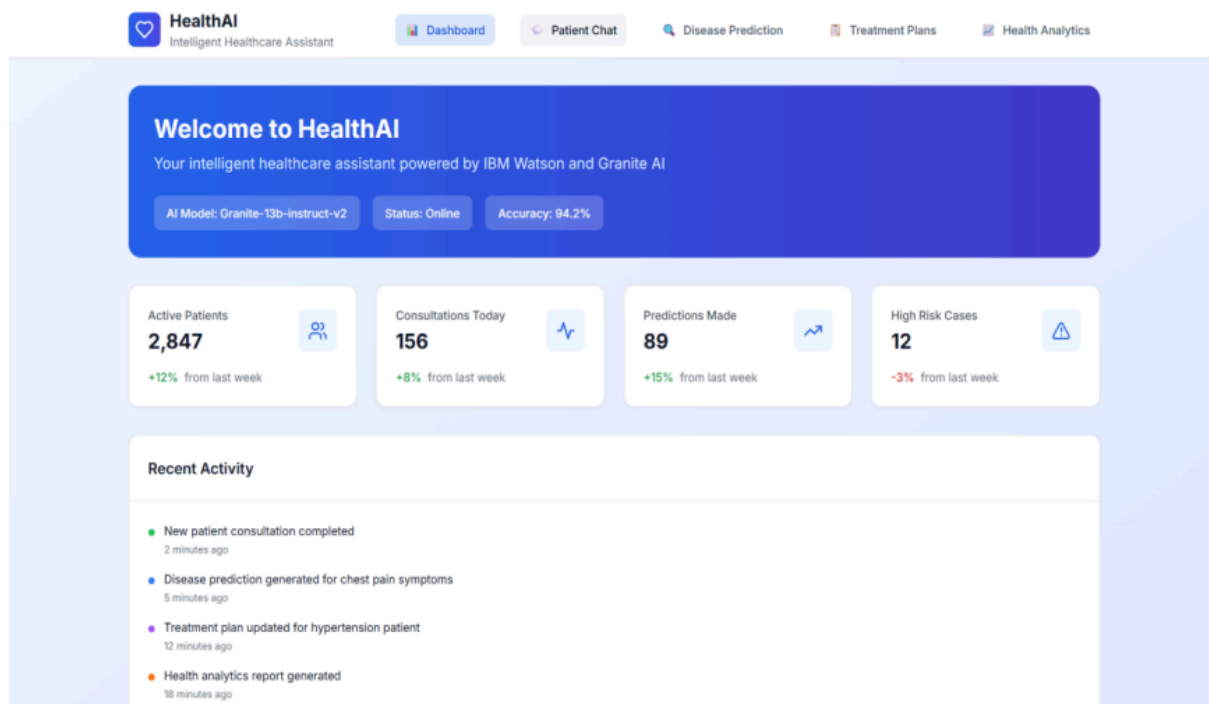 HealthAI
Intelligent Healthcare Assistant
Dashboard
Patient Chat
Disease Prediction
Treatment Plans
Health Analytics
Welcome to HealthAI
Your intelligent healthcare assistant powered by IBM Watson and Granite AI
AI Model: Granite-13b-instruct-v2
Status: Online
Accuracy: 94.2%
Active Patients
2,847
+12% from last week
Consultations Today
156
+8% from last week
Predictions Made
89
+15% from last week
High Risk Cases
12
-3% from last week
Recent Activity
New patient consultation completed
2 minutes ago
Disease prediction generated for chest pain symptoms
5 minutes ago
Treatment plan updated for hypertension patient
12 minutes ago
Health analytics report generated
18 minutes ago